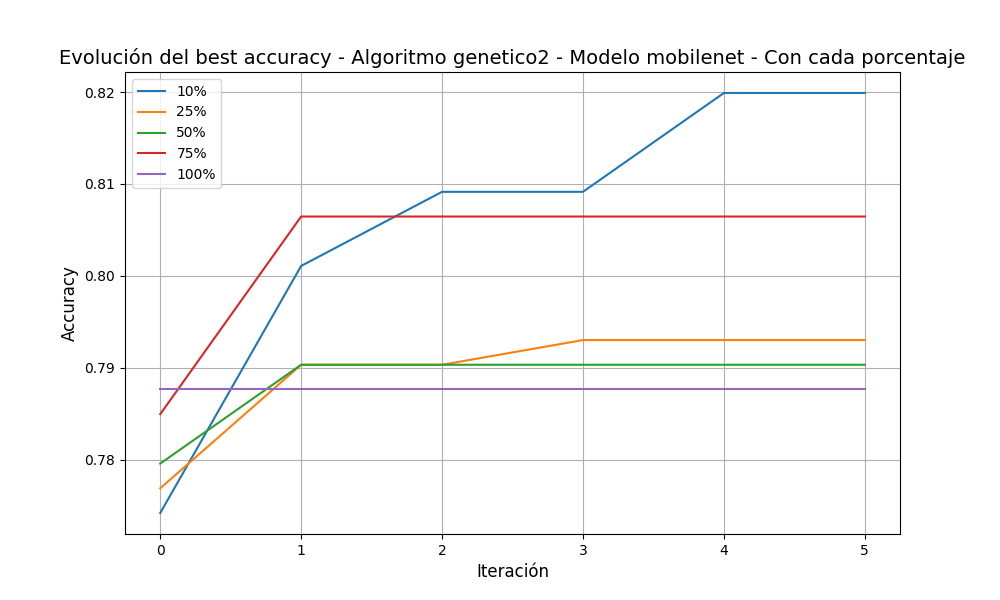 Evolución del best accuracy - Algoritmo genetico2 - Modelo mobilenet - Con cada porcentaje
10%
25%
50%
75%
100%
0.82
0.81
0.80
0.79
0.78
Accuracy
0 1 2 3 4 5
Iteración